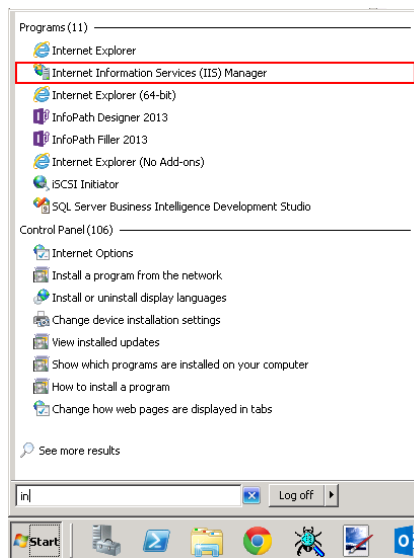 Programs (11)
Internet Explorer
Internet Information Services (IIS) Manager
Internet Explorer (64-bit)
InfoPath Designer 2013
InfoPath Filler 2013
Internet Explorer (No Add-ons)
iSCSI Initiator
SQL Server Business Intelligence Development Studio
Control Panel (106)
Internet Options
Install a program from the network
Install or uninstall display languages
Change device installation settings
View installed updates
Show which programs are installed on your computer
How to install a program
Change how web pages are displayed in tabs
See more results
in
Log off
Start